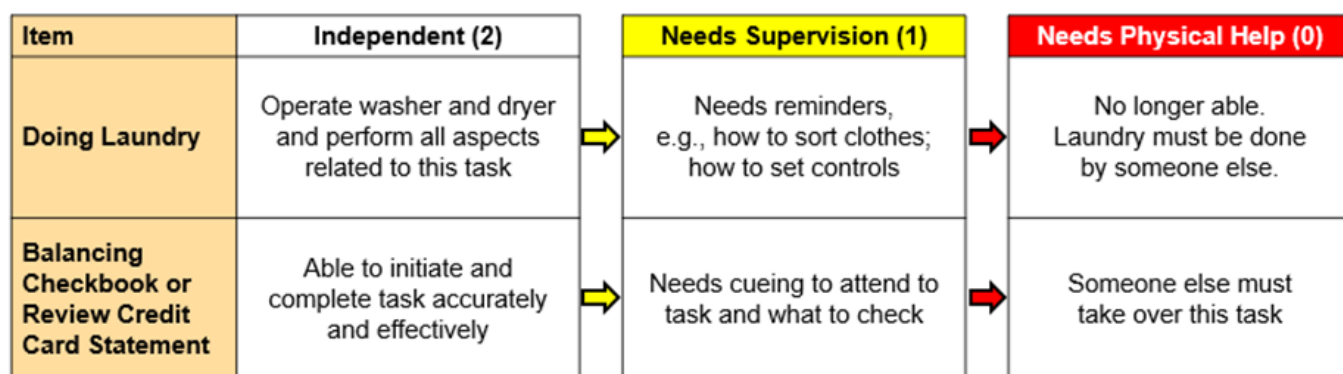 Item
Independent (2)
Needs Supervision (1)
Needs Physical Help (0)
Doing Laundry
Operate washer and dryer
and perform all aspects
related to this task
Needs reminders,
e.g., how to sort clothes;
how to set controls
No longer able.
Laundry must be done
by someone else.
Balancing
Checkbook or
Review Credit
Card Statement
Able to initiate and
complete task accurately
and effectively
Needs cueing to attend to
task and what to check
Someone else must
take over this task